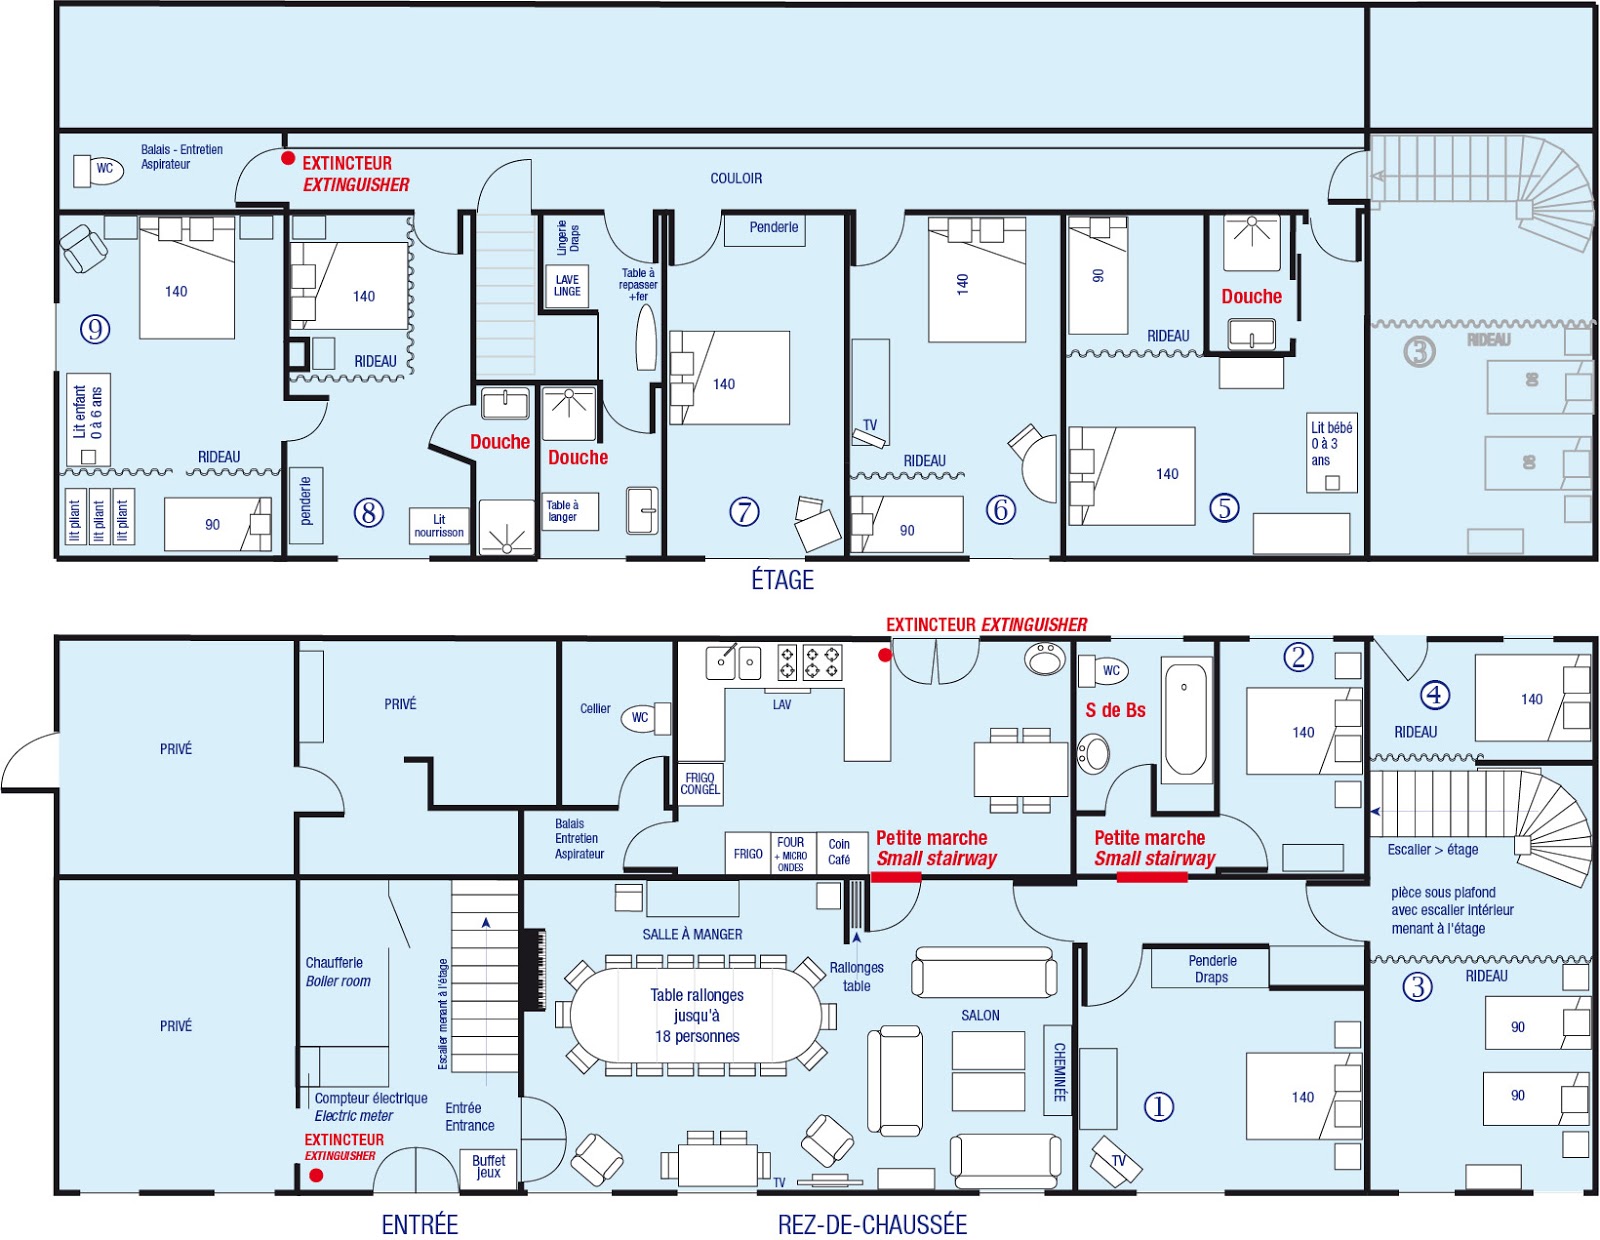 WC
Balais - Entretien
Aspirateur
EXTINCTEUR
EXTINGUISHER
COULOIR
140
9
Lit enfant
0 à 6 ans
RIDEAU
lit pliant
lit pliant
lit pliant
90
140
RIDEAU
penderie
8
Lit
nourrisson
Lingerie
Draps
LAVE
LINGE
Table à
repasser
+fer
Douche
Douche
Table à
langer
Penderie
140
7
140
TV
RIDEAU
6
90
90
RIDEAU
Douche
140
Lit bébé
0 à 3
ans
5
3
RIDEAU
90
90
ÉTAGE
EXTINCTEUR EXTINGUISHER
PRIVÉ
PRIVÉ
Cellier
WC
LAV
FRIGO
CONGEL
Balais
Entretien
Aspirateur
FRIGO
FOUR
+ MICRO
ONDES
Coin
Café
Petite marche
Small stairway
WC
S de Bs
Petite marche
Small stairway
2
140
4
140
RIDEAU
Escalier > étage
pièce sous plafond
avec escalier intérieur
menant à l'étage
RIDEAU
3
90
90
PRIVÉ
Chaufferie
Boiler room
Escalier menant à l'étage
Compteur électrique
Electric meter
EXTINCTEUR
EXTINGUISHER
Entrée
Entrance
Buffet
jeux
SALLE À MANGER
Table rallonges
jusqu'à
18 personnes
Rallonges
table
SALON
CHEMINÉE
TV
Penderie
Draps
1
140
TV
ENTRÉE
REZ-DE-CHAUSSÉE